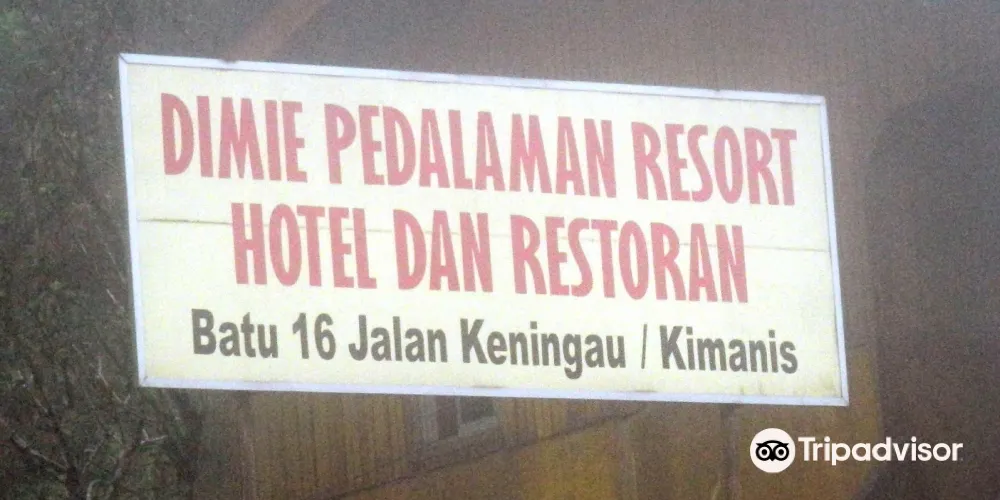 DIMIE PEDALAMAN RESORT
HOTEL DAN RESTORAN
Batu 16 Jalan Keningau / Kimanis
Tripadvisor